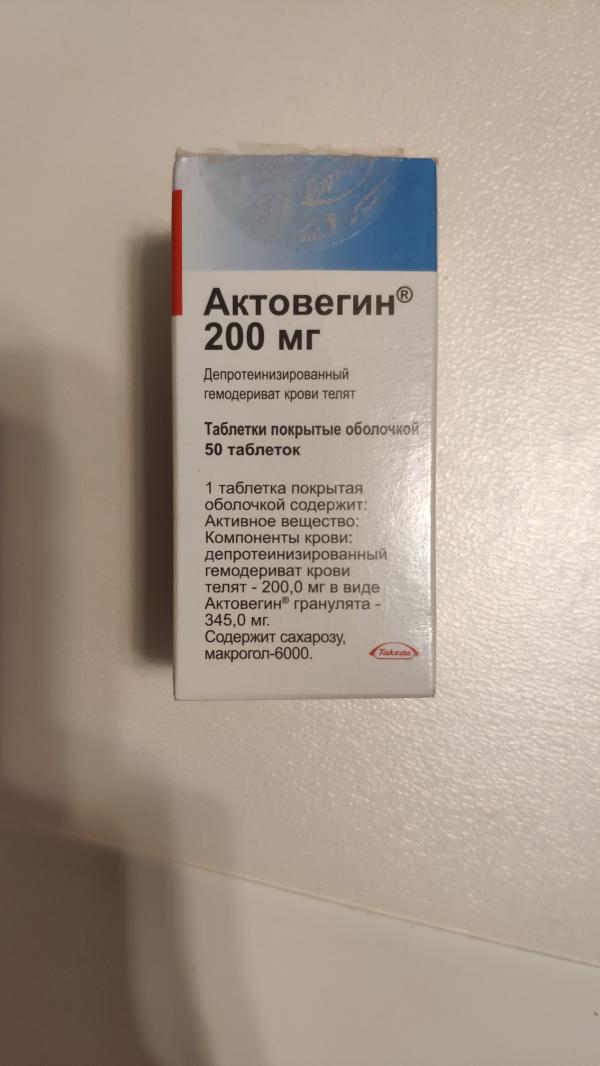 Актовегин®
200 мг
Депротеинизированный
гемодериват крови телят
Таблетки покрытые оболочкой
50 таблеток
1 таблетка покрытая
оболочкой содержит:
Активное вещество:
Компоненты крови:
депротеинизированный
гемодериват крови
телят - 200,0 мг в виде
Актовегин® гранулята -
345,0 мг.
Содержит сахарозу,
макрогол-6000.
Takeda